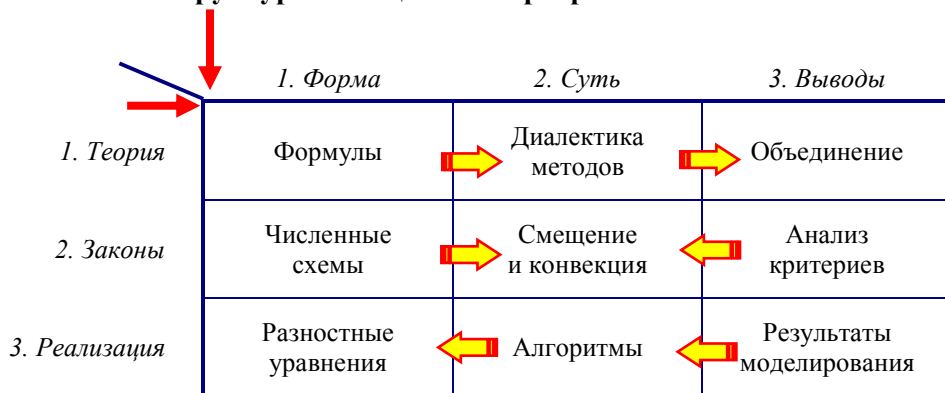 1. Форма 2. Суть 3. Выводы
1. Теория Формулы Диалектика методов Объединение
2. Законы Численные схемы Смещение и конвекция Анализ критериев
3. Реализация Разностные уравнения Алгоритмы Результаты моделирования